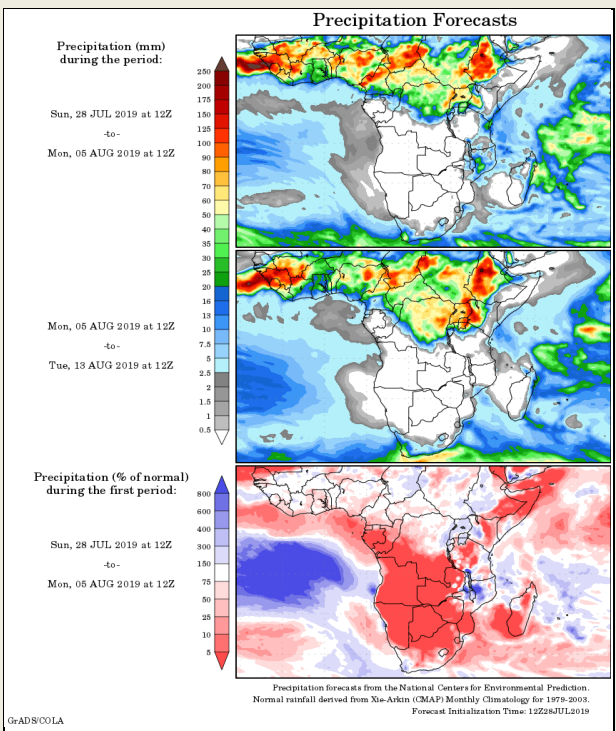 Precipitation Forecasts
Precipitation (mm)
during the period:
Sun, 28 JUL 2019 at 12Z
-to-
Mon, 05 AUG 2019 at 12Z
250
200
175
150
125
100
90
80
70
60
50
40
35
30
25
20
16
13
10
7.5
5
2.5
2
1.5
1
0.5
Mon, 05 AUG 2019 at 12Z
-to-
Tue, 13 AUG 2019 at 12Z
Precipitation (% of normal)
during the first period:
Sun, 28 JUL 2019 at 12Z
-to-
Mon, 05 AUG 2019 at 12Z
800
600
400
300
150
75
50
25
10
5
Precipitation forecasts from the National Centers for Environmental Prediction.
Normal rainfall derived from Xie-Arkin (CMAP) Monthly Climatology for 1979-2003.
Forecast Initialization Time: 12Z28JUL2019
GrADS/COLA